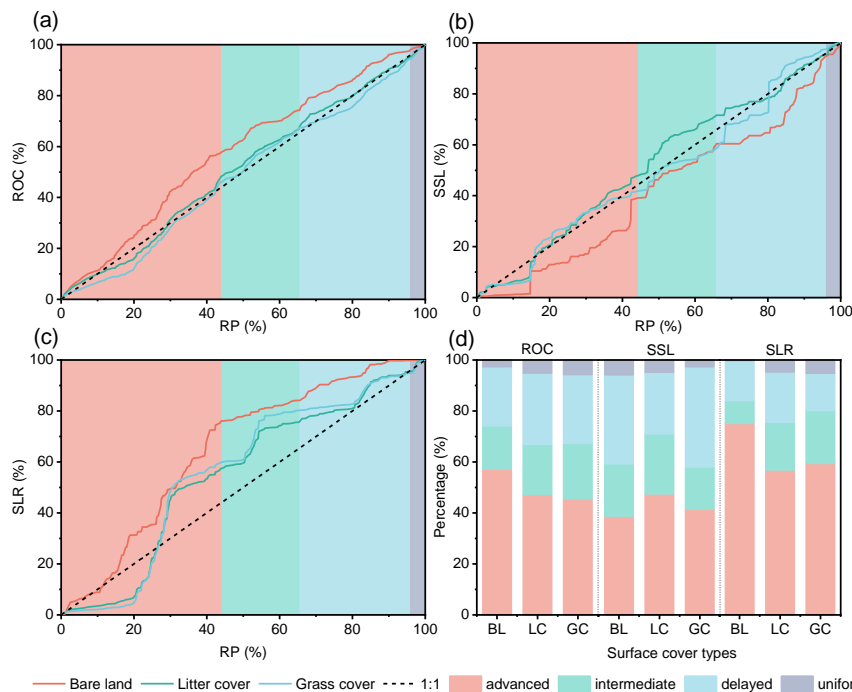 (a)
100
80
60
40
20
0
ROC (%)
0 20 40 60 80 100
RP (%)
(b)
100
80
60
40
20
0
SSL (%)
0 20 40 60 80 100
RP (%)
(c)
100
80
60
40
20
0
SLR (%)
0 20 40 60 80 100
RP (%)
(d)
ROC SSL SLR
100
80
60
40
20
0
Percentage (%)
BL LC GC BL LC GC BL LC GC
Surface cover types
Bare land Litter cover Grass cover 1:1 advanced intermediate delayed unifor